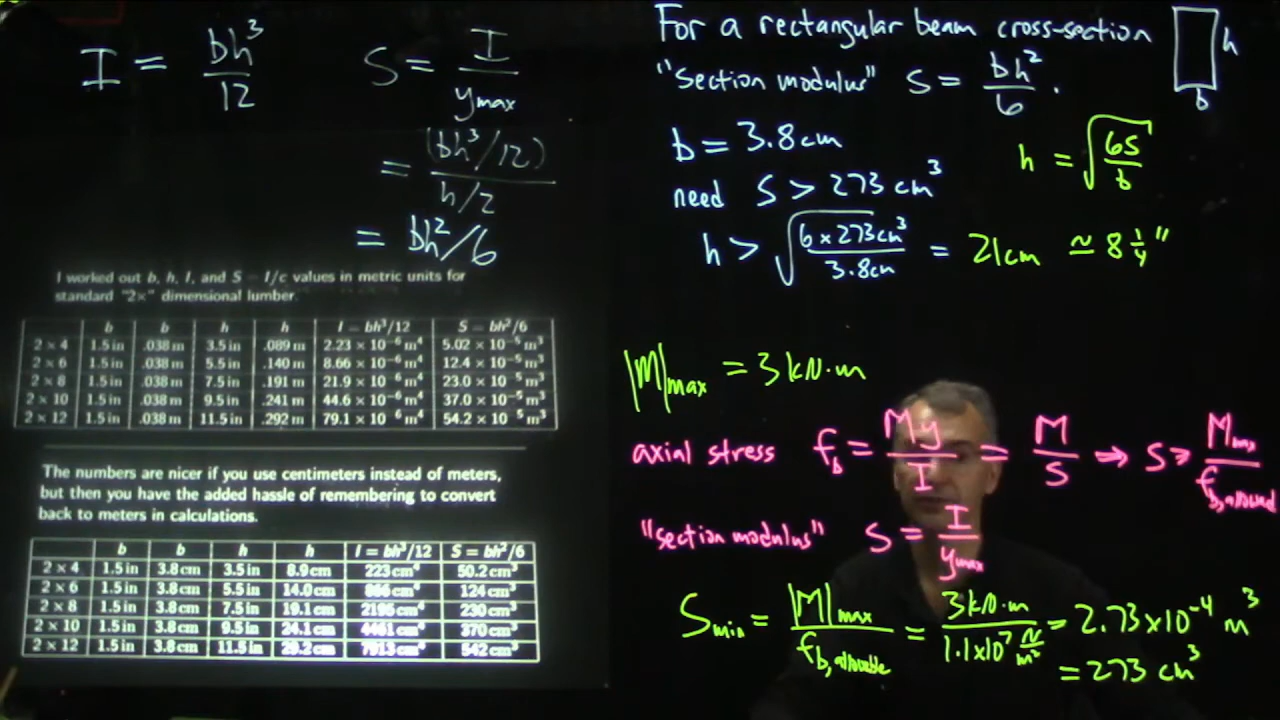 I = bh³/12
S = I/y_max
= (bh³/12)/(h/2)
= bh²/6
I worked out b, h, I, and S = I/c values in metric units for
standard "2×" dimensional lumber.
b b h h I = bh³/12 S = bh²/6
2 × 4 1.5 in .038 m 3.5 in .089 m 2.23 × 10⁻⁶ m⁴ 5.02 × 10⁻⁵ m³
2 × 6 1.5 in .038 m 5.5 in .140 m 8.66 × 10⁻⁶ m⁴ 12.4 × 10⁻⁵ m³
2 × 8 1.5 in .038 m 7.5 in .191 m 21.9 × 10⁻⁶ m⁴ 23.0 × 10⁻⁵ m³
2 × 10 1.5 in .038 m 9.5 in .241 m 44.6 × 10⁻⁶ m⁴ 37.0 × 10⁻⁵ m³
2 × 12 1.5 in .038 m 11.5 in .292 m 79.1 × 10⁻⁶ m⁴ 54.2 × 10⁻⁵ m³
The numbers are nicer if you use centimeters instead of meters,
but then you have the added hassle of remembering to convert
back to meters in calculations.
b b h h I = bh³/12 S = bh²/6
2 × 4 1.5 in 3.8 cm 3.5 in 8.9 cm 223 cm⁴ 50.2 cm³
2 × 6 1.5 in 3.8 cm 5.5 in 14.0 cm 866 cm⁴ 124 cm³
2 × 8 1.5 in 3.8 cm 7.5 in 19.1 cm 2195 cm⁴ 230 cm³
2 × 10 1.5 in 3.8 cm 9.5 in 24.1 cm 4461 cm⁴ 370 cm³
2 × 12 1.5 in 3.8 cm 11.5 in 29.2 cm 7913 cm⁴ 542 cm³
For a rectangular beam cross-section
h
b
"section modulus" S = bh²/6.
b = 3.8cm
h = √(6S/b)
need S > 273 cm³
h > √(6×273cm³/3.8cm) = 21cm ≃ 8 1/4"
|M|max = 3 kN·m
axial stress f_b = My/I = M/S ⇒ S ≥ M_max/f_b,allowed
"section modulus" S = I/y_max
S_min = |M|max/f_b,allowable = 3kN·m/(1.1×10⁷ N/m²) = 2.73×10⁻⁴ m³
= 273 cm³